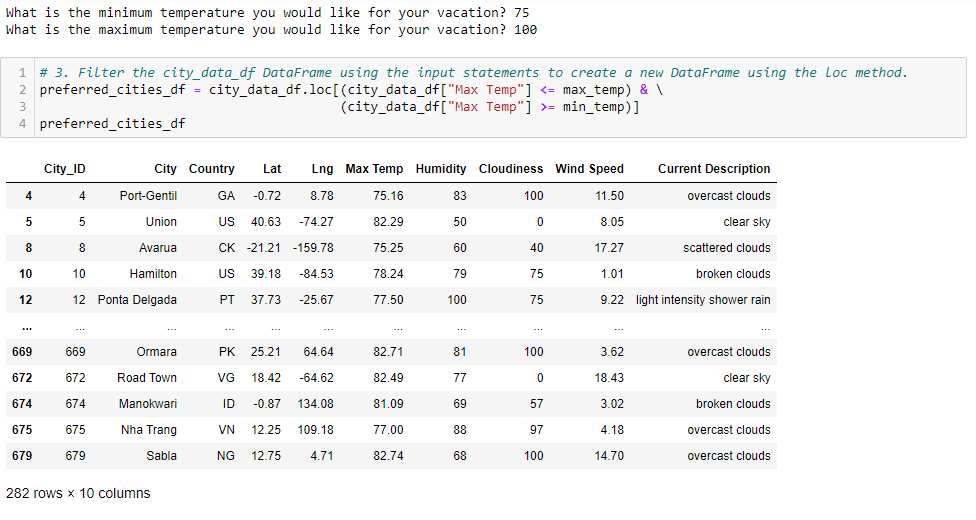 What is the minimum temperature you would like for your vacation? 75
What is the maximum temperature you would like for your vacation? 100
1 # 3. Filter the city_data_df DataFrame using the input statements to create a new DataFrame using the loc method.
2 preferred_cities_df = city_data_df.loc[(city_data_df["Max Temp"] <= max_temp) & \
3 (city_data_df["Max Temp"] >= min_temp)]
4 preferred_cities_df
City_ID City Country Lat Lng Max Temp Humidity Cloudiness Wind Speed Current Description
4 4 Port-Gentil GA -0.72 8.78 75.16 83 100 11.50 overcast clouds
5 5 Union US 40.63 -74.27 82.29 50 0 8.05 clear sky
8 8 Avarua CK -21.21 -159.78 75.25 60 40 17.27 scattered clouds
10 10 Hamilton US 39.18 -84.53 78.24 79 75 1.01 broken clouds
12 12 Ponta Delgada PT 37.73 -25.67 77.50 100 75 9.22 light intensity shower rain
... ... ... ... ... ... ... ... ... ... ...
669 669 Ormara PK 25.21 64.64 82.71 81 100 3.62 overcast clouds
672 672 Road Town VG 18.42 -64.62 82.49 77 0 18.43 clear sky
674 674 Manokwari ID -0.87 134.08 81.09 69 57 3.02 broken clouds
675 675 Nha Trang VN 12.25 109.18 77.00 88 97 4.18 overcast clouds
679 679 Sabla NG 12.75 4.71 82.74 68 100 14.70 overcast clouds
282 rows × 10 columns